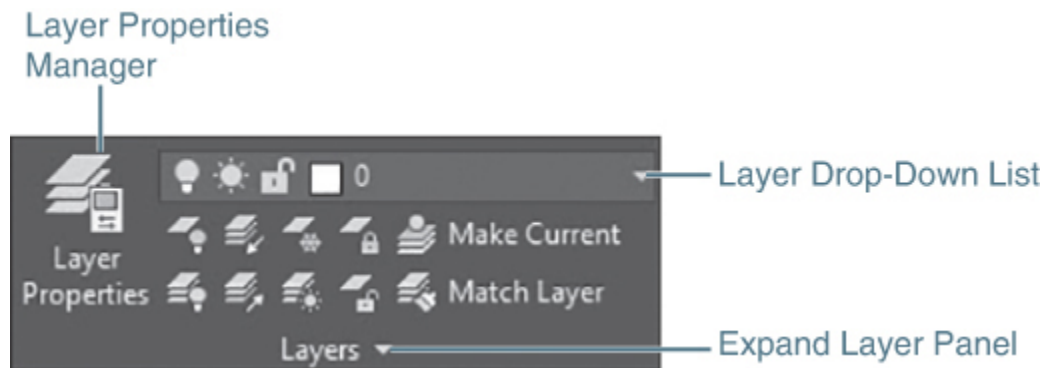 Layer Properties
Manager
0
Layer Drop-Down List
Make Current
Layer
Properties
Match Layer
Layers
Expand Layer Panel